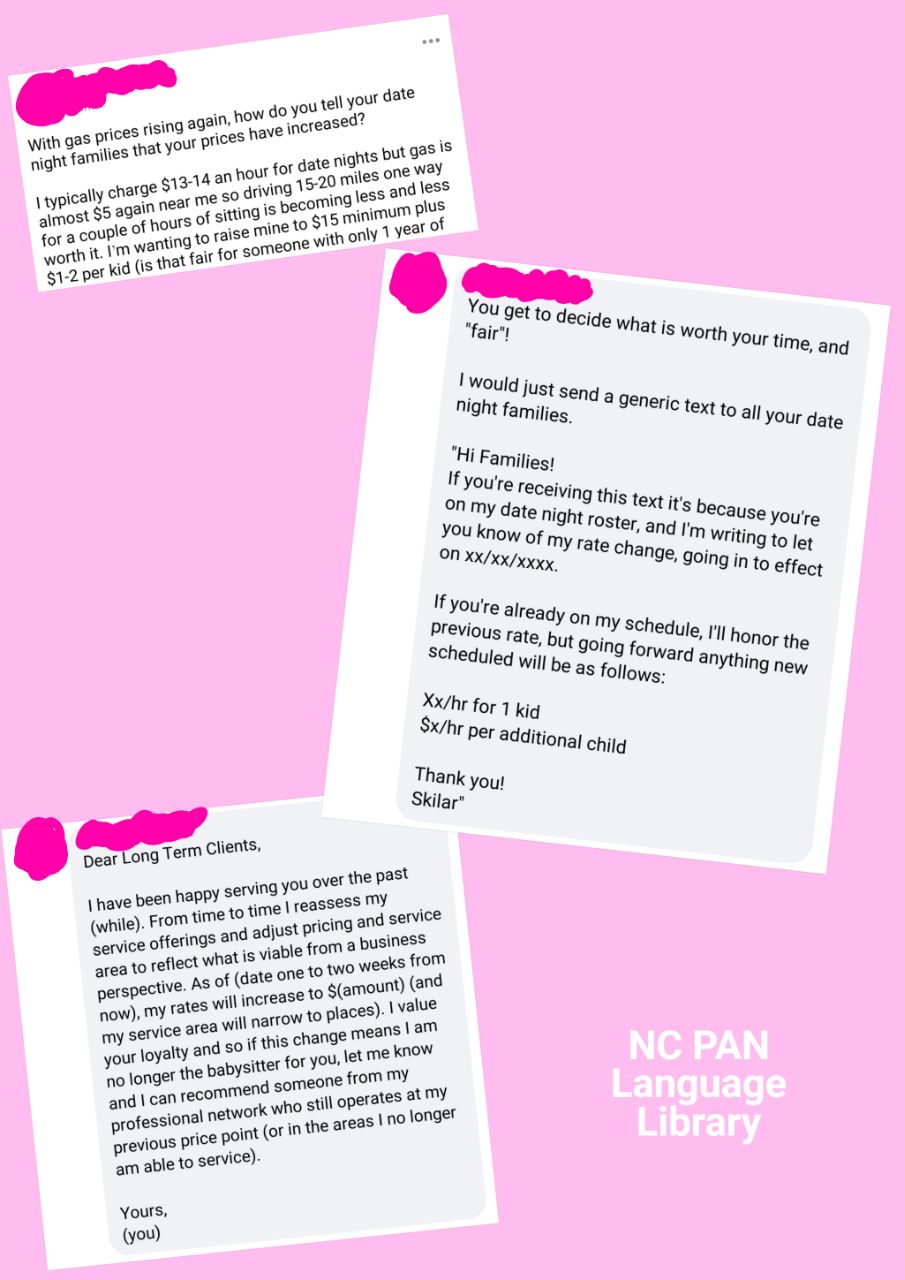 With gas prices rising again, how do you tell your date
night families that your prices have increased?
I typically charge $13-14 an hour for date nights but gas is
almost $5 again near me so driving 15-20 miles one way
for a couple of hours of sitting is becoming less and less
worth it. I'm wanting to raise mine to $15 minimum plus
$1-2 per kid (is that fair for someone with only 1 year of
You get to decide what is worth your time, and
"fair"!
I would just send a generic text to all your date
night families.
"Hi Families!
If you're receiving this text it's because you're
on my date night roster, and I'm writing to let
you know of my rate change, going in to effect
on xx/xx/xxxx.
If you're already on my schedule, I'll honor the
previous rate, but going forward anything new
scheduled will be as follows:
Xx/hr for 1 kid
$x/hr per additional child
Thank you!
Skilar"
Dear Long Term Clients,
I have been happy serving you over the past
(while). From time to time I reassess my
service offerings and adjust pricing and service
area to reflect what is viable from a business
perspective. As of (date one to two weeks from
now), my rates will increase to $(amount) (and
my service area will narrow to places). I value
your loyalty and so if this change means I am
no longer the babysitter for you, let me know
and I can recommend someone from my
professional network who still operates at my
previous price point (or in the areas I no longer
am able to service).
Yours,
(you)
NC PAN
Language
Library